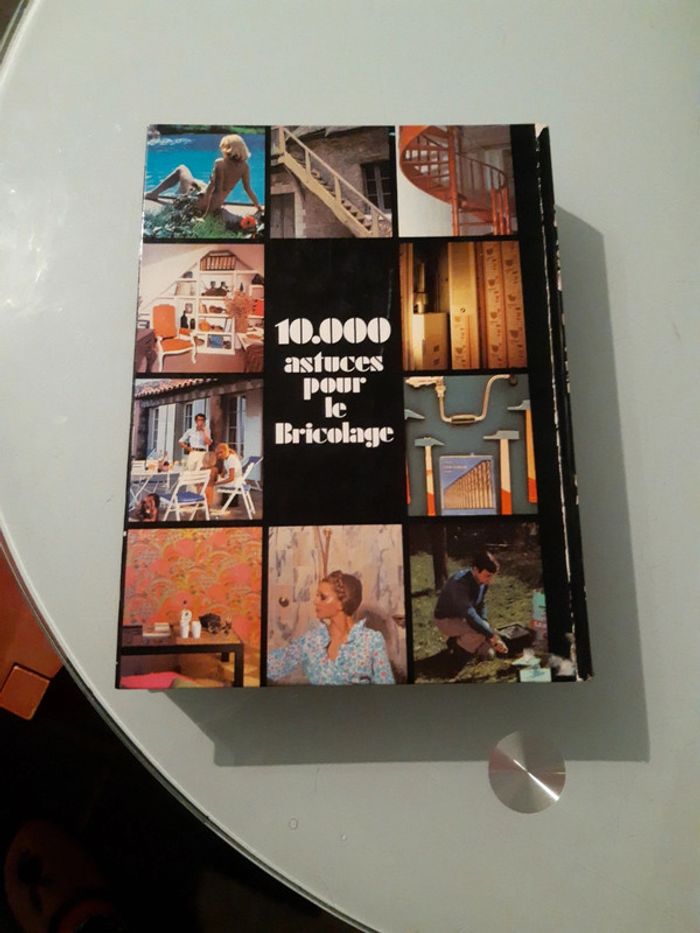 10.000
astuces
pour
le
Bricolage